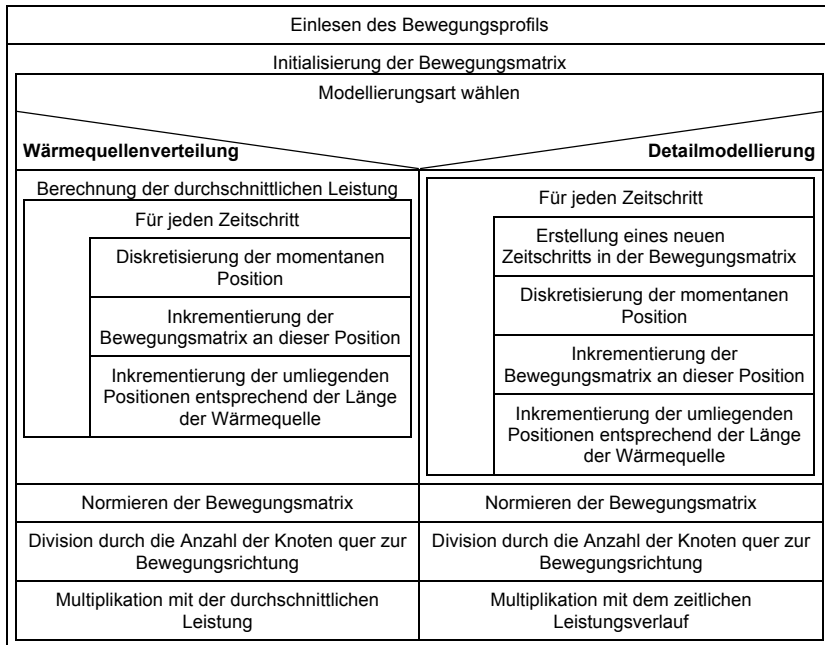 Einlesen des Bewegungsprofils
Initialisierung der Bewegungsmatrix
Modellierungsart wählen
Wärmequellenverteilung
Berechnung der durchschnittlichen Leistung
Für jeden Zeitschritt
Diskretisierung der momentanen
Position
Inkrementierung der
Bewegungsmatrix an dieser Position
Inkrementierung der umliegenden
Positionen entsprechend der Länge
der Wärmequelle
Normieren der Bewegungsmatrix
Division durch die Anzahl der Knoten quer zur
Bewegungsrichtung
Multiplikation mit der durchschnittlichen
Leistung
Detailmodellierung
Für jeden Zeitschritt
Erstellung eines neuen
Zeitschritts in der Bewegungsmatrix
Diskretisierung der momentanen
Position
Inkrementierung der
Bewegungsmatrix an dieser Position
Inkrementierung der umliegenden
Positionen entsprechend der Länge
der Wärmequelle
Normieren der Bewegungsmatrix
Division durch die Anzahl der Knoten quer zur
Bewegungsrichtung
Multiplikation mit dem zeitlichen
Leistungsverlauf